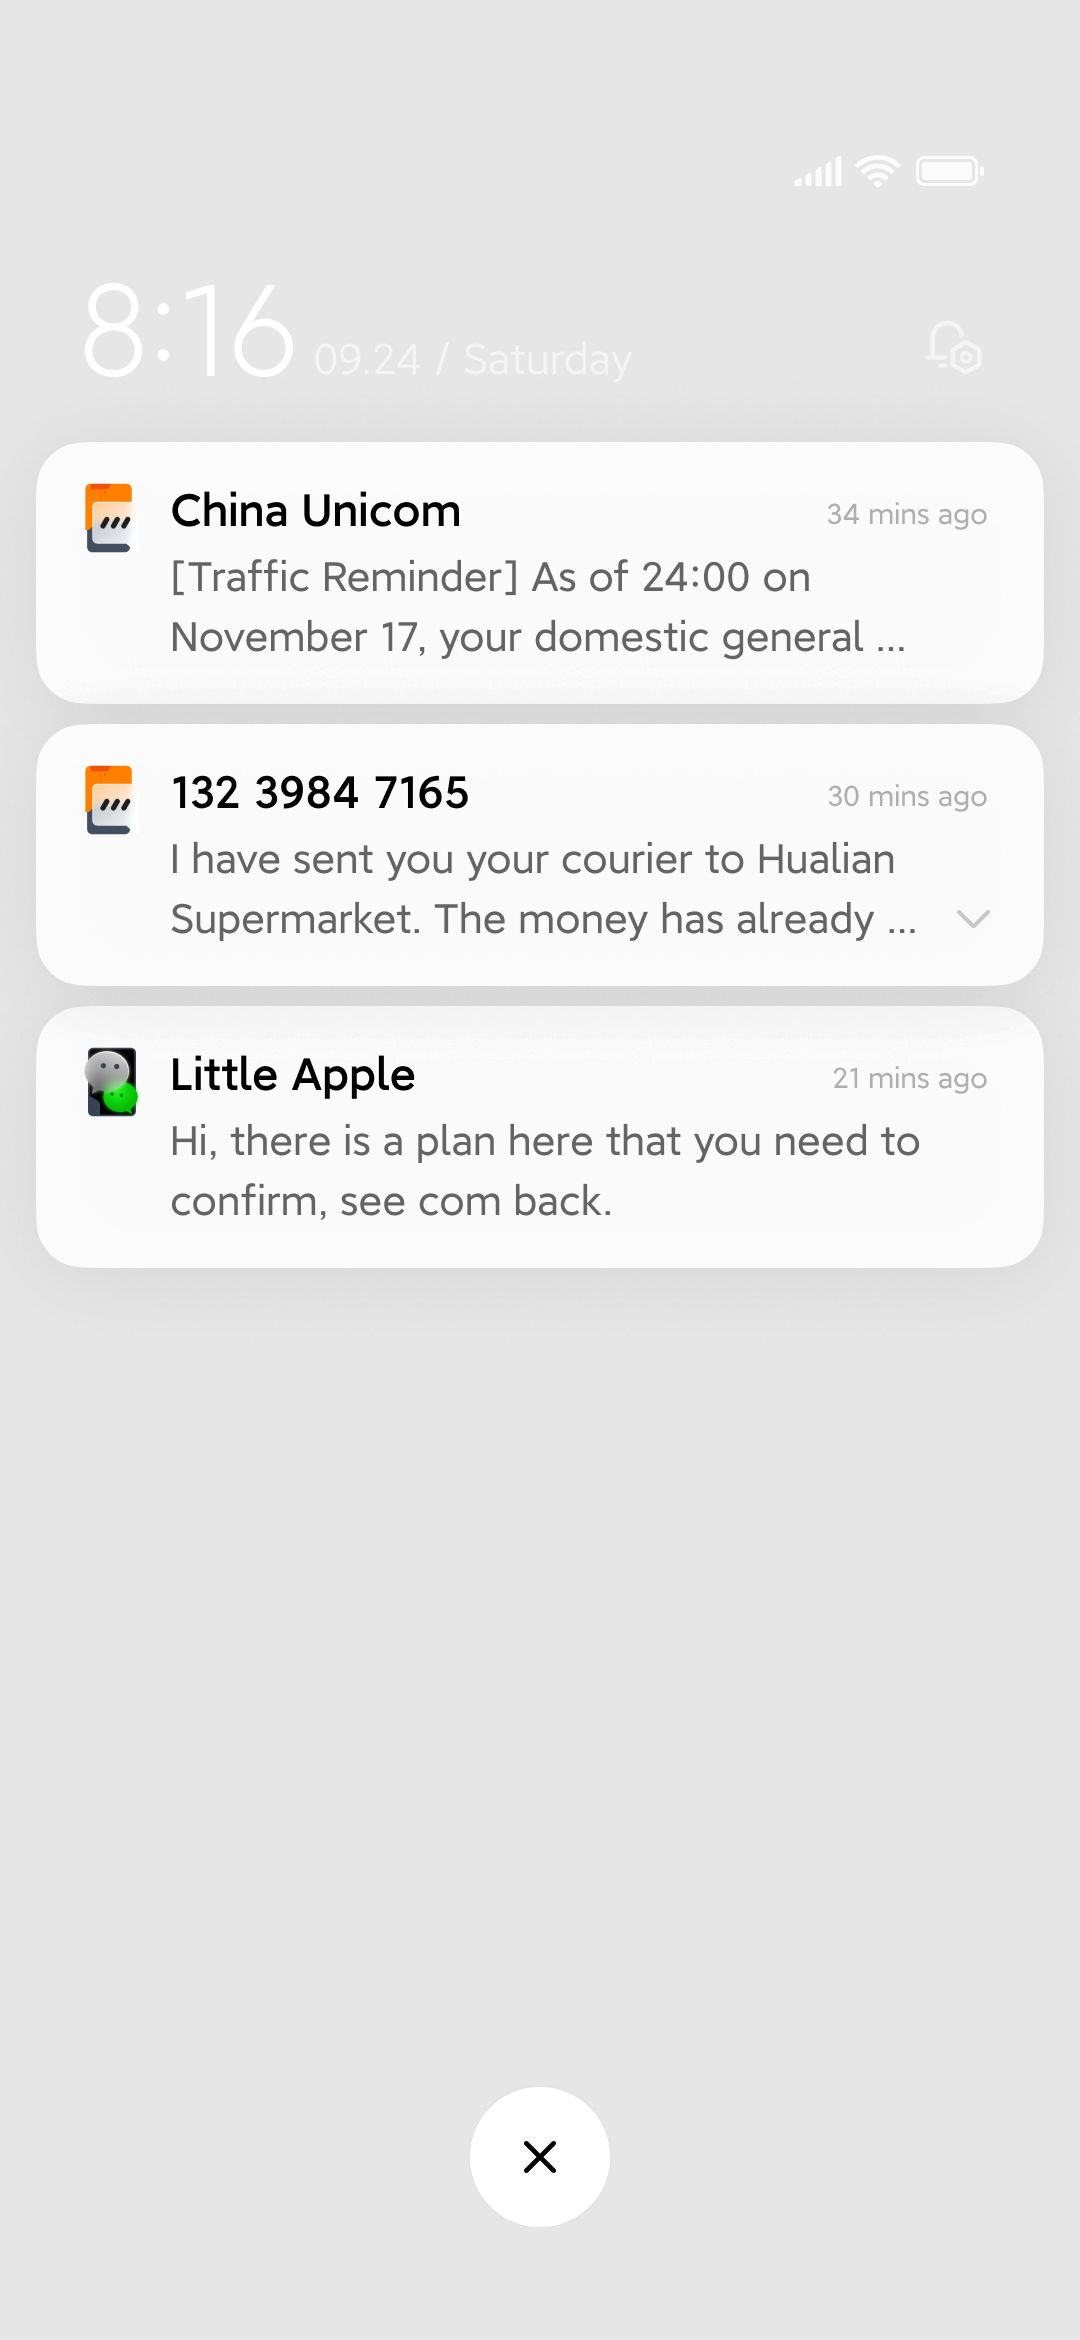 8:16 09.24 / Saturday
China Unicom 34 mins ago
[Traffic Reminder] As of 24:00 on
November 17, your domestic general ...
132 3984 7165 30 mins ago
I have sent you your courier to Hualian
Supermarket. The money has already ...
Little Apple 21 mins ago
Hi, there is a plan here that you need to
confirm, see com back.